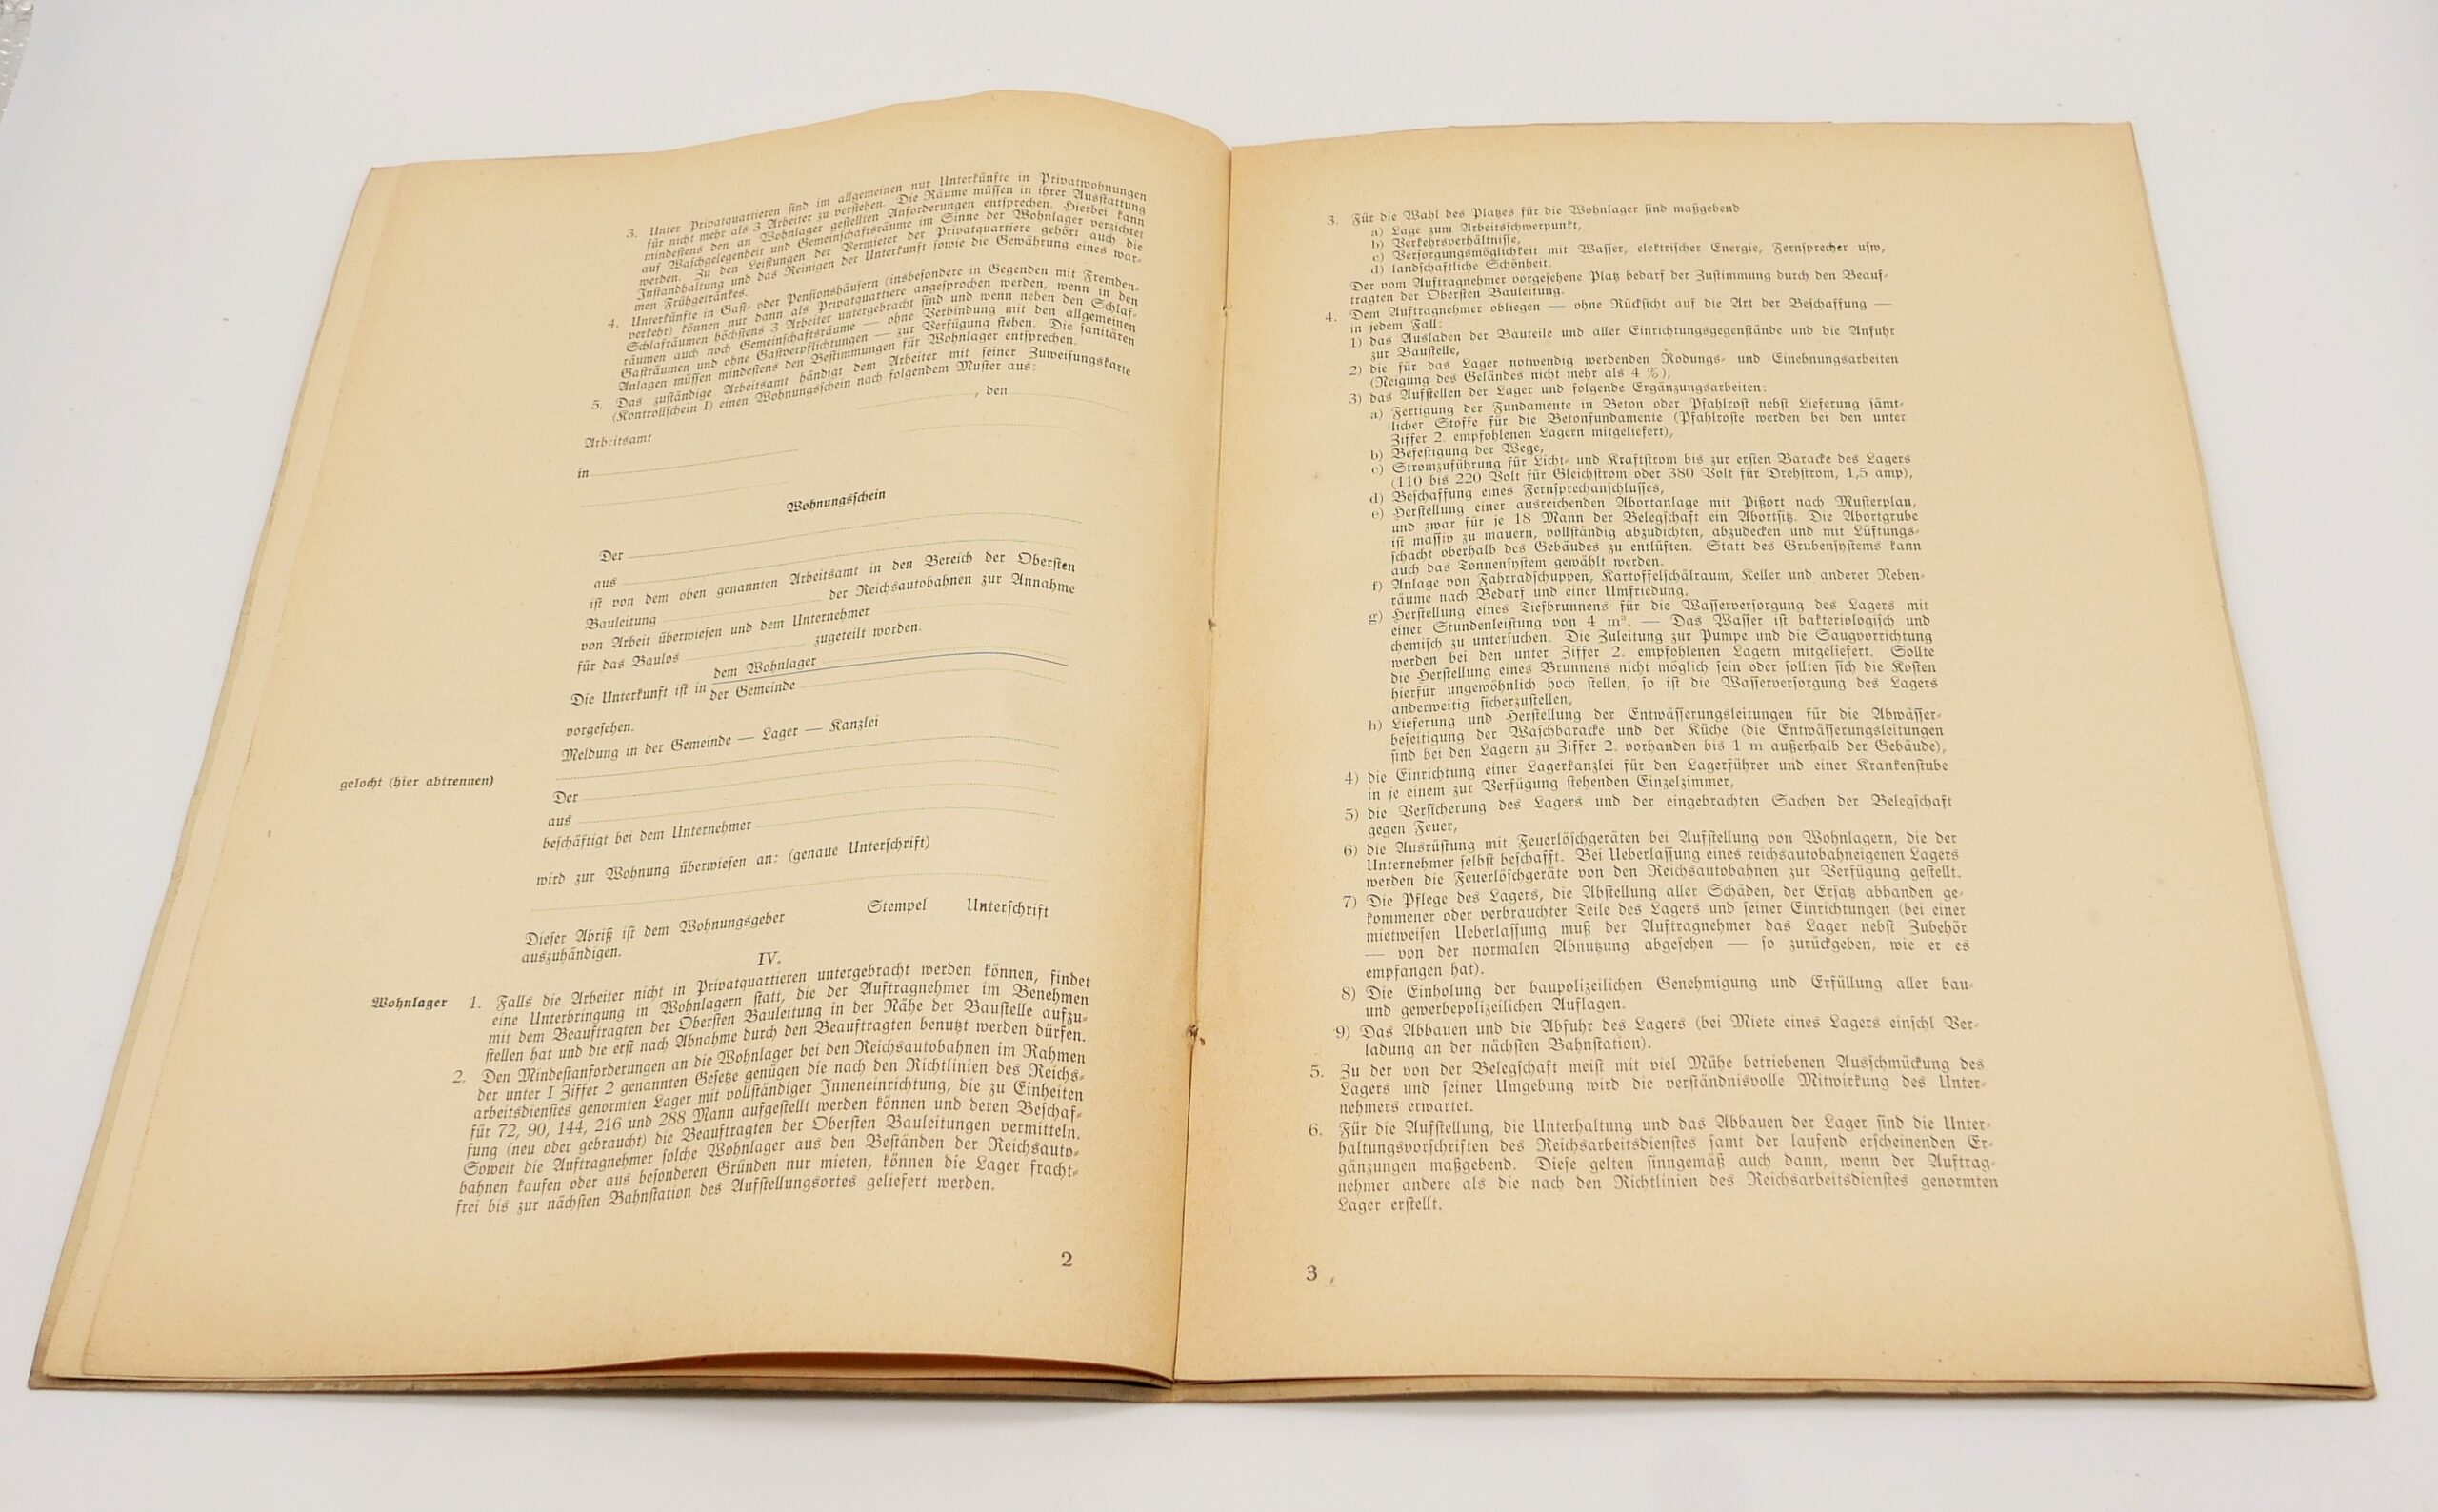 3. Unter Privatquartieren sind im allgemeinen nur Unterkünfte in Privatwohnungen
für nicht mehr als 3 Arbeiter zu verstehen. Die Räume müssen in ihrer Ausstattung
mindestens den an Wohnlager gestellten Anforderungen entsprechen. Hierbei kann
auf Waschgelegenheit und Gemeinschaftsräume im Sinne der Wohnlager verzichtet
werden. Zu den Leistungen der Vermieter der Privatquartiere gehört auch die
Instandhaltung und das Reinigen der Unterkunft sowie die Gewährung eines war-
men Frühgetränkes.
4. Unterkünfte in Gast- oder Pensionshäusern (insbesondere in Gegenden mit Fremden-
verkehr) können nur dann als Privatquartiere angesprochen werden, wenn in den
Schlafräumen höchstens 3 Arbeiter untergebracht sind und wenn neben den Schlaf-
räumen auch noch Gemeinschaftsräume — ohne Verbindung mit den allgemeinen
Gasträumen und ohne Gastverpflichtungen — zur Verfügung stehen. Die sanitären
Anlagen müssen mindestens den Bestimmungen für Wohnlager entsprechen.
5. Das zuständige Arbeitsamt händigt dem Arbeiter mit seiner Zuweisungskarte
(Kontrollschein I) einen Wohnungsschein nach folgendem Muster aus:
, den
Arbeitsamt
in
Wohnungsschein
Der
aus
ist von dem oben genannten Arbeitsamt in den Bereich der Obersten
Bauleitung der Reichsautobahnen zur Annahme
von Arbeit überwiesen und dem Unternehmer
für das Baulos zugeteilt worden.
Die Unterkunft ist in dem Wohnlager
der Gemeinde
vorgesehen.
Meldung in der Gemeinde — Lager — Kanzlei
gelocht (hier abtrennen)
Der
aus
beschäftigt bei dem Unternehmer
wird zur Wohnung überwiesen an: (genaue Unterschrift)
Stempel Unterschrift
Dieser Abriß ist dem Wohnungsgeber
auszuhändigen.
IV.
Wohnlager 1. Falls die Arbeiter nicht in Privatquartieren untergebracht werden können, findet
eine Unterbringung in Wohnlagern statt, die der Auftragnehmer im Benehmen
mit dem Beauftragten der Obersten Bauleitung in der Nähe der Baustelle aufzu-
stellen hat und die erst nach Abnahme durch den Beauftragten benutzt werden dürfen.
2. Den Mindestanforderungen an die Wohnlager bei den Reichsautobahnen im Rahmen
der unter I Ziffer 2 genannten Gesetze genügen die nach den Richtlinien des Reichs-
arbeitsdienstes genormten Lager mit vollständiger Inneneinrichtung, die zu Einheiten
für 72, 90, 144, 216 und 288 Mann aufgestellt werden können und deren Beschaf-
fung (neu oder gebraucht) die Beauftragten der Obersten Bauleitungen vermitteln.
Soweit die Auftragnehmer solche Wohnlager aus den Beständen der Reichsauto-
bahnen kaufen oder aus besonderen Gründen nur mieten, können die Lager fracht-
frei bis zur nächsten Bahnstation des Aufstellungsortes geliefert werden.
2
3. Für die Wahl des Platzes für die Wohnlager sind maßgebend
a) Lage zum Arbeitsschwerpunkt,
b) Verkehrsverhältnisse,
c) Versorgungsmöglichkeit mit Wasser, elektrischer Energie, Fernsprecher usw,
d) landschaftliche Schönheit.
Der vom Auftragnehmer vorgesehene Platz bedarf der Zustimmung durch den Beauf-
tragten der Obersten Bauleitung.
4. Dem Auftragnehmer obliegen — ohne Rücksicht auf die Art der Beschaffung —
in jedem Fall:
1) das Ausladen der Bauteile und aller Einrichtungsgegenstände und die Anfuhr
zur Baustelle,
2) die für das Lager notwendig werdenden Rodungs- und Einebnungsarbeiten
(Neigung des Geländes nicht mehr als 4 %),
3) das Aufstellen der Lager und folgende Ergänzungsarbeiten:
a) Fertigung der Fundamente in Beton oder Pfahlrost nebst Lieferung sämt-
licher Stoffe für die Betonfundamente (Pfahlroste werden bei den unter
Ziffer 2. empfohlenen Lagern mitgeliefert),
b) Befestigung der Wege,
c) Stromzuführung für Licht- und Kraftstrom bis zur ersten Baracke des Lagers
(110 bis 220 Volt für Gleichstrom oder 380 Volt für Drehstrom, 1,5 amp),
d) Beschaffung eines Fernsprechanschlusses,
e) Herstellung einer ausreichenden Abortanlage mit Pißort nach Musterplan,
und zwar für je 18 Mann der Belegschaft ein Abortsitz. Die Abortgrube
ist massiv zu mauern, vollständig abzudichten, abzudecken und mit Lüftungs-
schacht oberhalb des Gebäudes zu entlüften. Statt des Grubensystems kann
auch das Tonnensystem gewählt werden.
f) Anlage von Fahrradschuppen, Kartoffelschälraum, Keller und anderer Neben-
räume nach Bedarf und einer Umfriedung,
g) Herstellung eines Tiefbrunnens für die Wasserversorgung des Lagers mit
einer Stundenleistung von 4 m³. — Das Wasser ist bakteriologisch und
chemisch zu untersuchen. Die Zuleitung zur Pumpe und die Saugvorrichtung
werden bei den unter Ziffer 2. empfohlenen Lagern mitgeliefert. Sollte
die Herstellung eines Brunnens nicht möglich sein oder sollten sich die Kosten
hierfür ungewöhnlich hoch stellen, so ist die Wasserversorgung des Lagers
anderweitig sicherzustellen,
h) Lieferung und Herstellung der Entwässerungsleitungen für die Abwässer-
beseitigung der Waschbaracke und der Küche (die Entwässerungsleitungen
sind bei den Lagern zu Ziffer 2. vorhanden bis 1 m außerhalb der Gebäude),
4) die Einrichtung einer Lagerkanzlei für den Lagerführer und einer Krankenstube
in je einem zur Verfügung stehenden Einzelzimmer,
5) die Versicherung des Lagers und der eingebrachten Sachen der Belegschaft
gegen Feuer,
6) die Ausrüstung mit Feuerlöschgeräten bei Aufstellung von Wohnlagern, die der
Unternehmer selbst beschafft. Bei Ueberlassung eines reichsautobahneigenen Lagers
werden die Feuerlöschgeräte von den Reichsautobahnen zur Verfügung gestellt.
7) Die Pflege des Lagers, die Abstellung aller Schäden, der Ersatz abhanden ge-
kommener oder verbrauchter Teile des Lagers und seiner Einrichtungen (bei einer
mietweisen Ueberlassung muß der Auftragnehmer das Lager nebst Zubehör
— von der normalen Abnutzung abgesehen — so zurückgeben, wie er es
empfangen hat).
8) Die Einholung der baupolizeilichen Genehmigung und Erfüllung aller bau-
und gewerbepolizeilichen Auflagen.
9) Das Abbauen und die Abfuhr des Lagers (bei Miete eines Lagers einschl Ver-
ladung an der nächsten Bahnstation).
5. Zu der von der Belegschaft meist mit viel Mühe betriebenen Ausschmückung des
Lagers und seiner Umgebung wird die verständnisvolle Mitwirkung des Unter-
nehmers erwartet.
6. Für die Aufstellung, die Unterhaltung und das Abbauen der Lager sind die Unter-
haltungsvorschriften des Reichsarbeitsdienstes samt der laufend erscheinenden Er-
gänzungen maßgebend. Diese gelten sinngemäß auch dann, wenn der Auftrag-
nehmer andere als die nach den Richtlinien des Reichsarbeitsdienstes genormten
Lager erstellt.
3